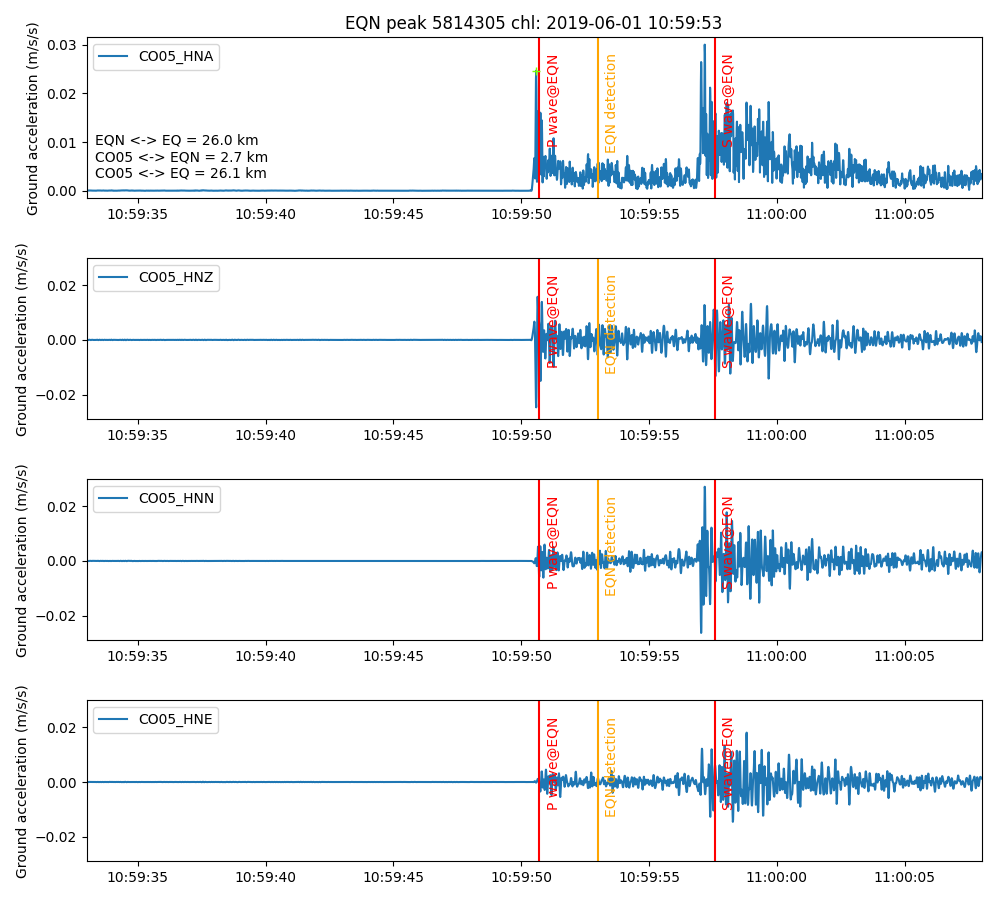 EQN peak 5814305 chl: 2019-06-01 10:59:53
Ground acceleration (m/s/s)
0.03
0.02
0.01
0.00
CO05_HNA
EQN <-> EQ = 26.0 km
CO05 <-> EQN = 2.7 km
CO05 <-> EQ = 26.1 km
P wave@EQN
EQN detection
S wave@EQN
10:59:35 10:59:40 10:59:45 10:59:50 10:59:55 11:00:00 11:00:05
Ground acceleration (m/s/s)
0.02
0.00
−0.02
CO05_HNZ
P wave@EQN
EQN detection
S wave@EQN
10:59:35 10:59:40 10:59:45 10:59:50 10:59:55 11:00:00 11:00:05
Ground acceleration (m/s/s)
0.02
0.00
−0.02
CO05_HNN
P wave@EQN
EQN detection
S wave@EQN
10:59:35 10:59:40 10:59:45 10:59:50 10:59:55 11:00:00 11:00:05
Ground acceleration (m/s/s)
0.02
0.00
−0.02
CO05_HNE
P wave@EQN
EQN detection
S wave@EQN
10:59:35 10:59:40 10:59:45 10:59:50 10:59:55 11:00:00 11:00:05